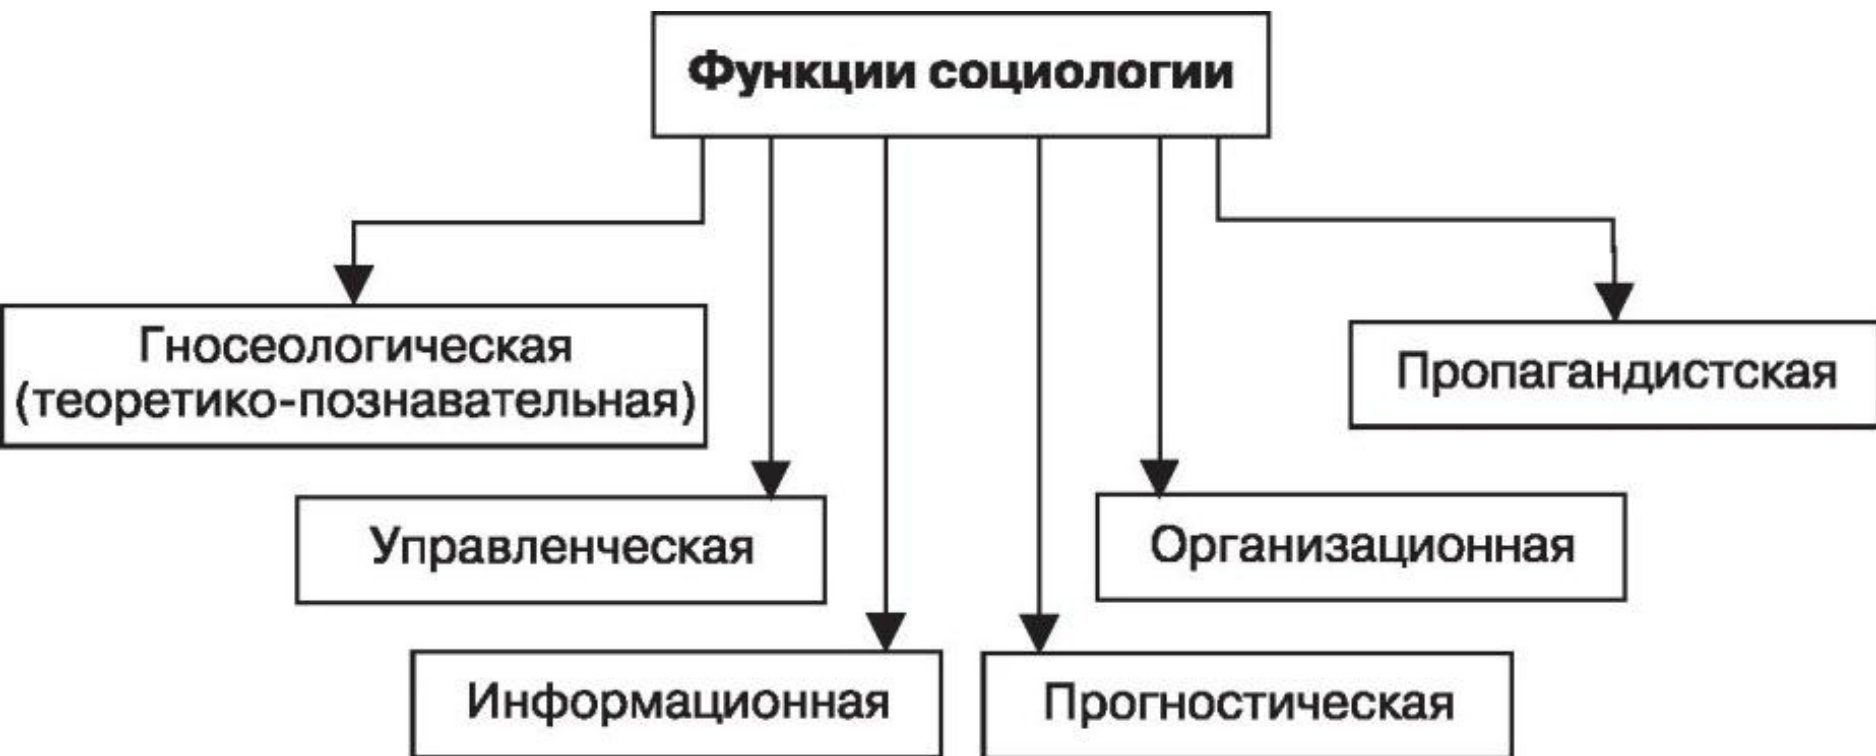 Функции социологии
Гносеологическая
(теоретико-познавательная)
Пропагандистская
Управленческая
Организационная
Информационная
Прогностическая